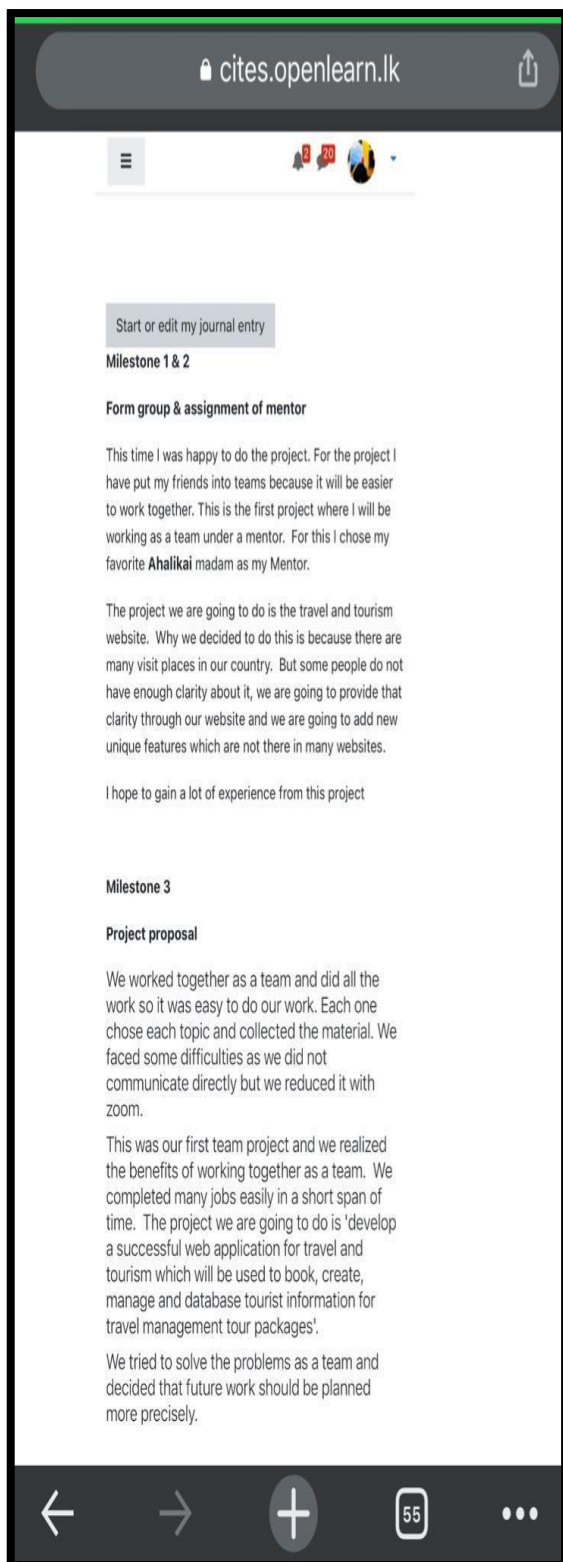 cites.openlearn.lk
2
20
Start or edit my journal entry
Milestone 1 & 2
Form group & assignment of mentor
This time I was happy to do the project. For the project I
have put my friends into teams because it will be easier
to work together. This is the first project where I will be
working as a team under a mentor.  For this I chose my
favorite Ahalikai madam as my Mentor.
The project we are going to do is the travel and tourism
website.  Why we decided to do this is because there are
many visit places in our country.  But some people do not
have enough clarity about it, we are going to provide that
clarity through our website and we are going to add new
unique features which are not there in many websites.
I hope to gain a lot of experience from this project
Milestone 3
Project proposal
We worked together as a team and did all the
work so it was easy to do our work. Each one
chose each topic and collected the material. We
faced some difficulties as we did not
communicate directly but we reduced it with
zoom.
This was our first team project and we realized
the benefits of working together as a team.  We
completed many jobs easily in a short span of
time.  The project we are going to do is 'develop
a successful web application for travel and
tourism which will be used to book, create,
manage and database tourist information for
travel management tour packages'.
We tried to solve the problems as a team and
decided that future work should be planned
more precisely.
55